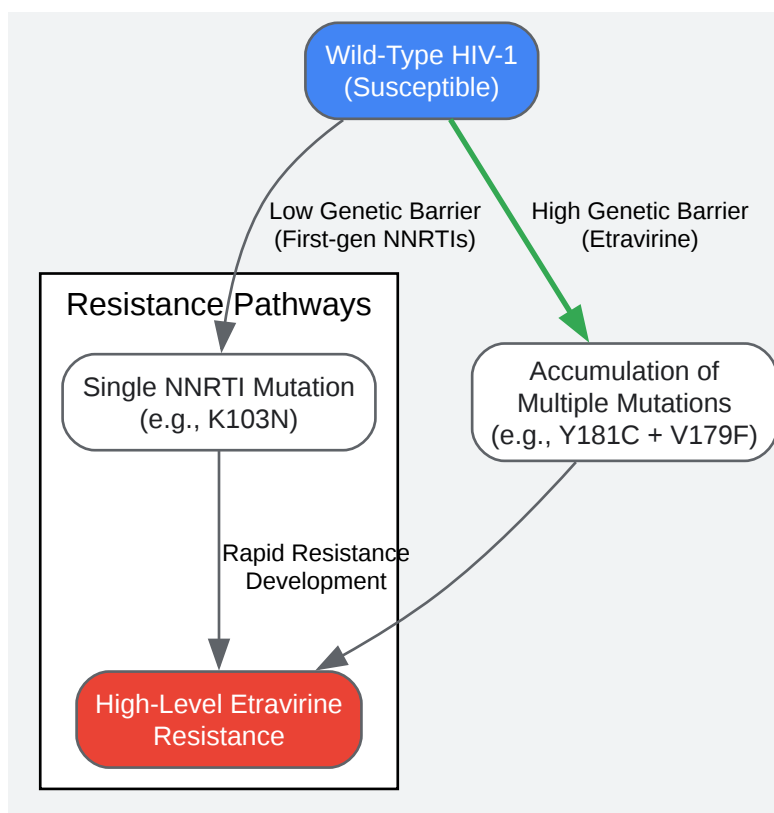 Wild-Type HIV-1
(Susceptible)
Low Genetic Barrier
(First-gen NNRTIs)
High Genetic Barrier
(Etravirine)
Resistance Pathways
Single NNRTI Mutation
(e.g., K103N)
Accumulation of
Multiple Mutations
(e.g., Y181C + V179F)
Rapid Resistance
Development
High-Level Etravirine
Resistance